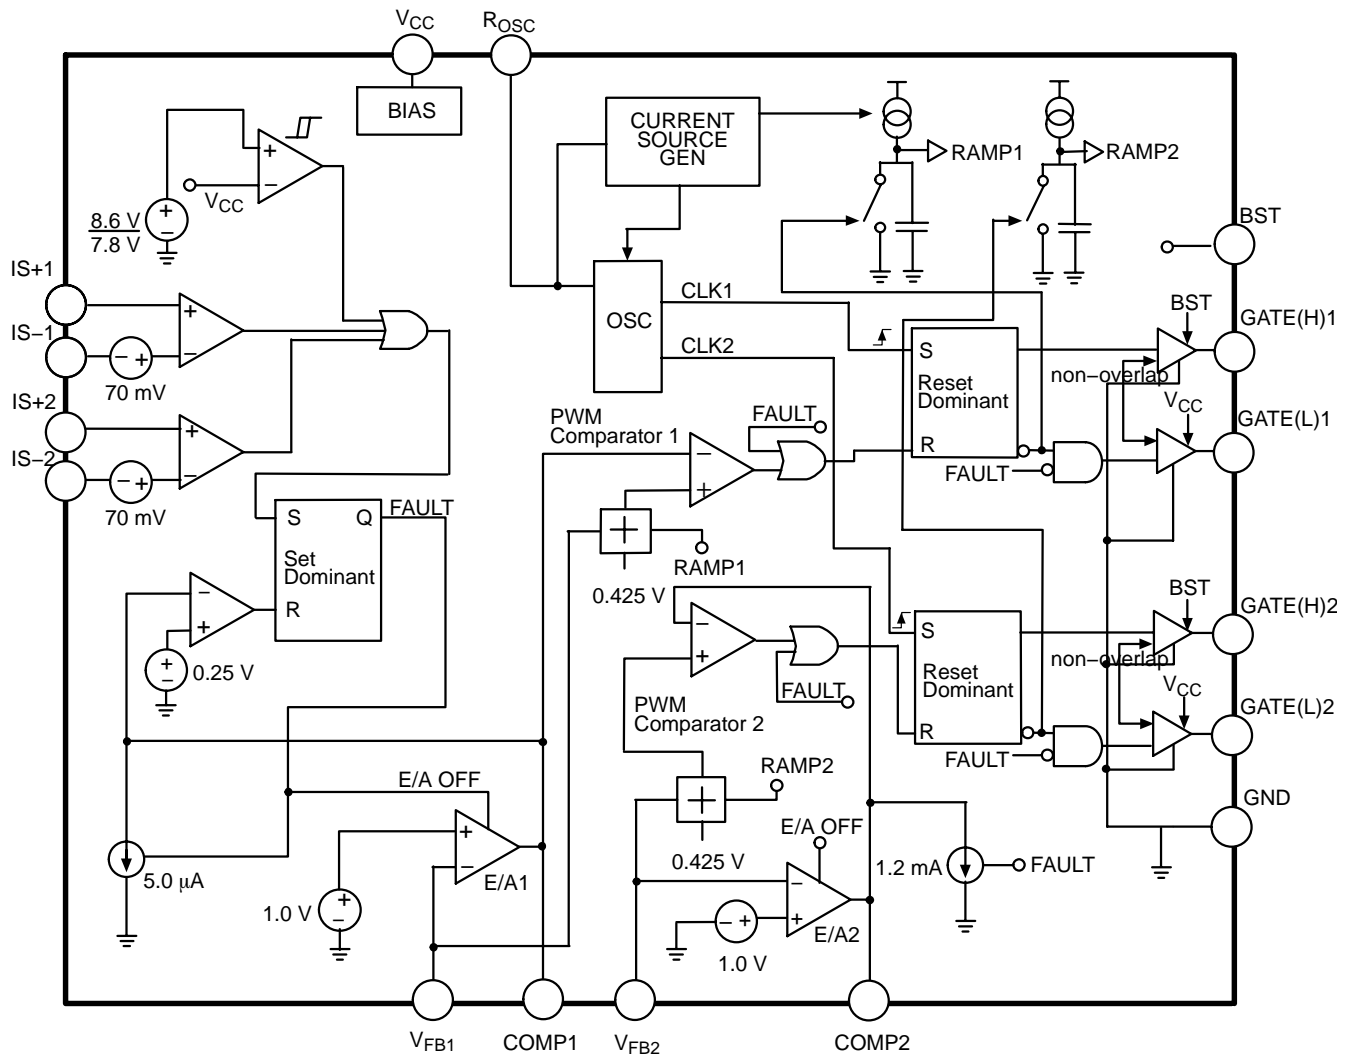 VCC
ROSC
BIAS
CURRENT
SOURCE
GEN
RAMP1
RAMP2
+
−
VCC
8.6 V
7.8 V
+
−
BST
IS+1
IS−1
IS+2
IS−2
+
−
− +
70 mV
+
−
− +
70 mV
OSC
CLK1
CLK2
BST
GATE(H)1
S
Reset
Dominant
R
non−overlap
VCC
GATE(L)1
FAULT
PWM
Comparator 1
FAULT
−
+
+
RAMP1
0.425 V
S
Q
FAULT
Set
Dominant
R
−
+
+
−
0.25 V
−
+
PWM
Comparator 2
FAULT
S
Reset
Dominant
R
BST
GATE(H)2
non−overlap
VCC
GATE(L)2
FAULT
RAMP2
+
0.425 V
GND
E/A OFF
+
−
E/A1
5.0 μA
1.0 V
+
−
E/A OFF
−
+
E/A2
− +
1.0 V
1.2 mA
FAULT
VFB1
COMP1
VFB2
COMP2